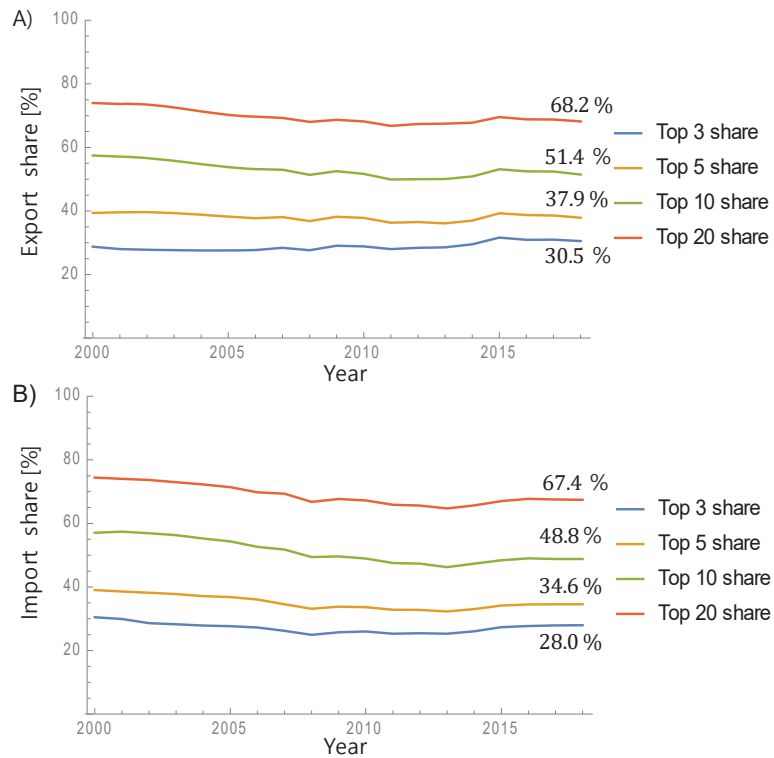 A)
100
80
60
40
20
Export share [%]
68.2 %
51.4 %
37.9 %
30.5 %
Top 3 share
Top 5 share
Top 10 share
Top 20 share
2000
2005
2010
2015
Year
B)
100
80
60
40
20
Import share [%]
67.4 %
48.8 %
34.6 %
28.0 %
Top 3 share
Top 5 share
Top 10 share
Top 20 share
2000
2005
2010
2015
Year